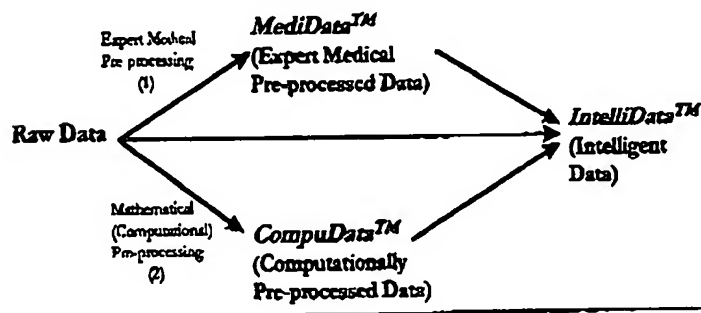 Expert Medical
Pre processing
(1)
MediData™
(Expert Medical
Pre-processed Data)
Raw Data
IntelliData™
(Intelligent
Data)
Mathematical
(Computational)
Pre-processing
(2)
CompuData™
(Computationally
Pre-processed Data)